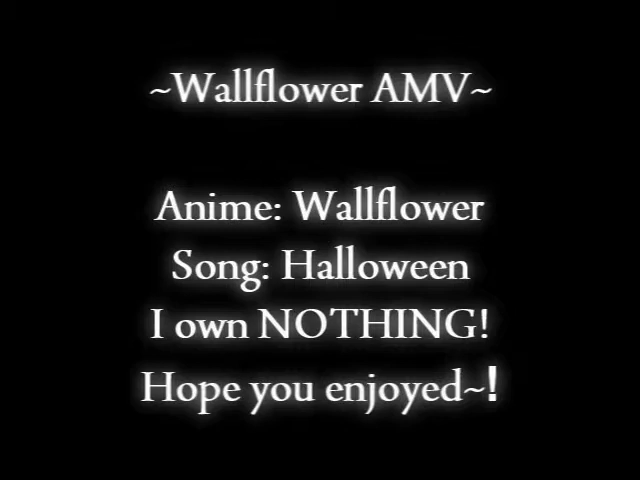 ~Wallflower AMV~
Anime: Wallflower
Song: Halloween
I own NOTHING!
Hope you enjoyed~!